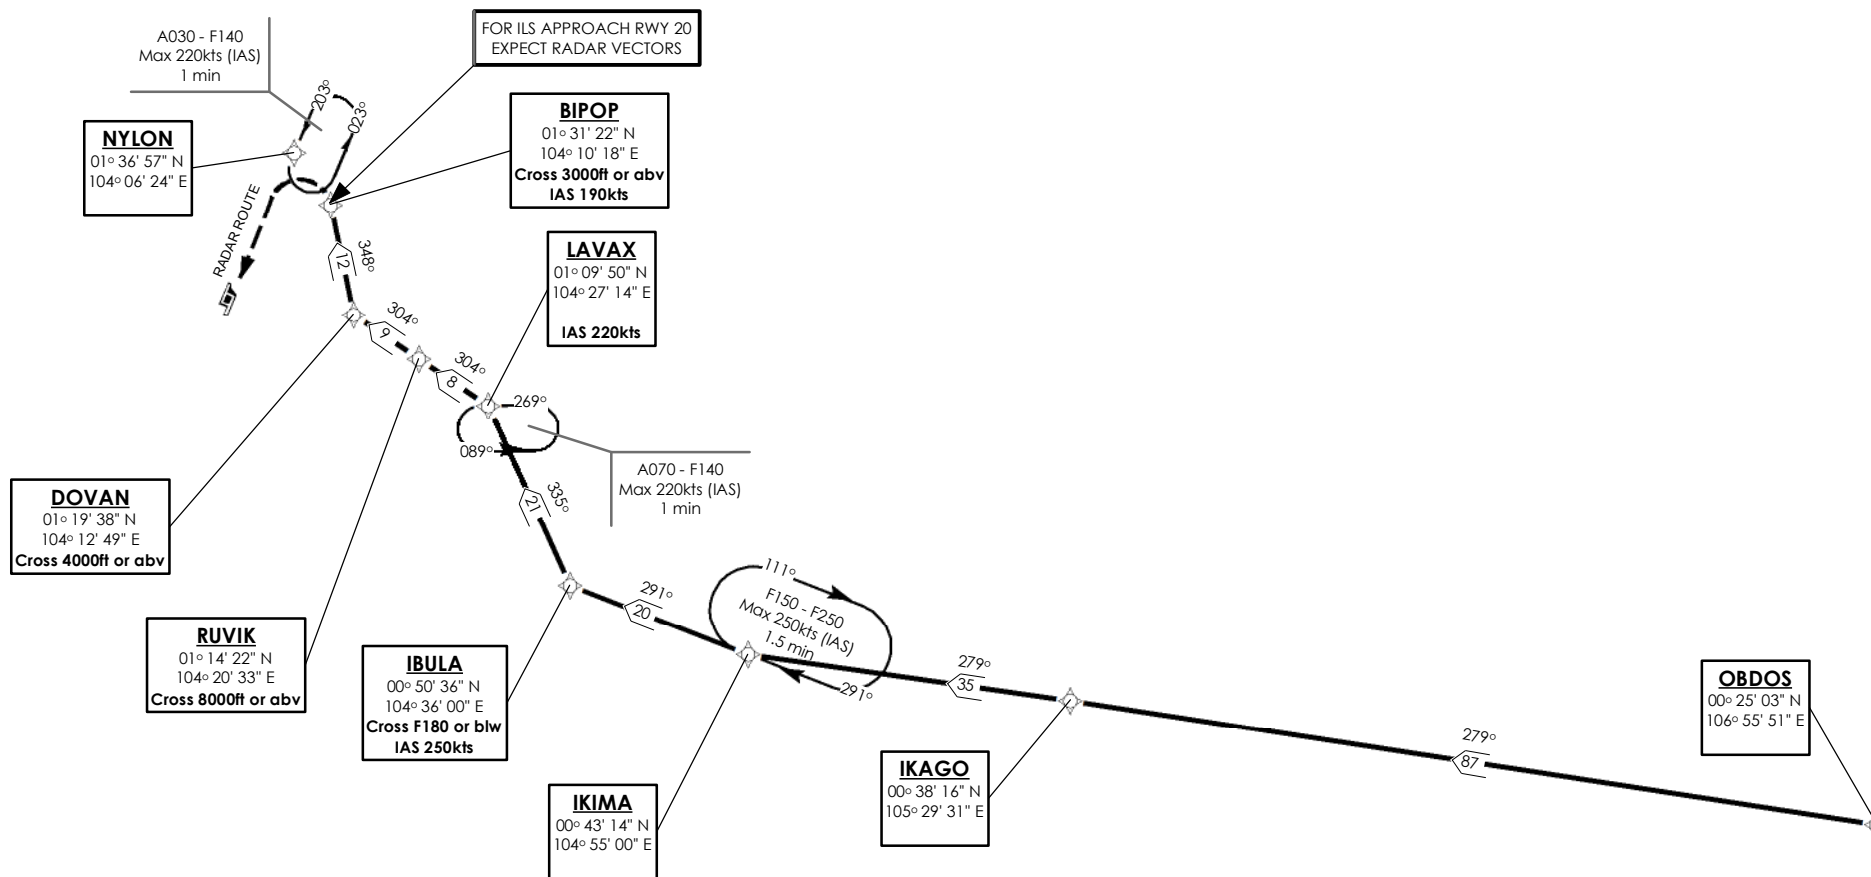 A030 - F140
Max 220kts (IAS)
1 min
FOR ILS APPROACH RWY 20
EXPECT RADAR VECTORS
203°
023°
NYLON
01° 36' 57" N
104° 06' 24" E
BIPOP
01° 31' 22" N
104° 10' 18" E
Cross 3000ft or abv
IAS 190kts
RADAR ROUTE
348°
12
LAVAX
01° 09' 50" N
104° 27' 14" E
IAS 220kts
304°
9
304°
8
269°
089°
A070 - F140
Max 220kts (IAS)
1 min
335°
21
DOVAN
01° 19' 38" N
104° 12' 49" E
Cross 4000ft or abv
RUVIK
01° 14' 22" N
104° 20' 33" E
Cross 8000ft or abv
291°
20
111°
F150 - F250
Max 250kts (IAS)
1.5 min
291°
IBULA
00° 50' 36" N
104° 36' 00" E
Cross F180 or blw
IAS 250kts
279°
35
279°
87
OBDOS
00° 25' 03" N
106° 55' 51" E
IKIMA
00° 43' 14" N
104° 55' 00" E
IKAGO
00° 38' 16" N
105° 29' 31" E